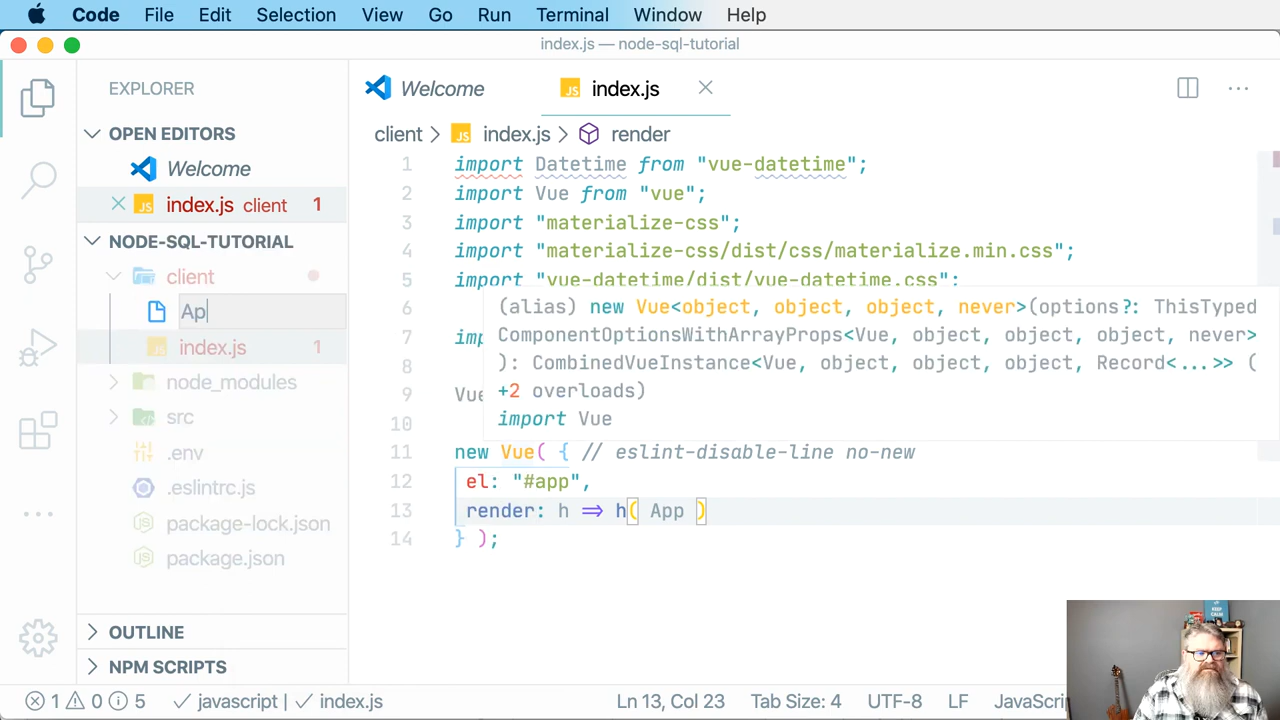 Code File Edit Selection View Go Run Terminal Window Help
index.js — node-sql-tutorial
EXPLORER
OPEN EDITORS
Welcome
index.js client 1
NODE-SQL-TUTORIAL
client
Ap
index.js 1
node_modules
src
.env
.eslintrc.js
package-lock.json
package.json
OUTLINE
NPM SCRIPTS
Welcome
JS index.js
client > JS index.js > render
1 import Datetime from "vue-datetime";
2 import Vue from "vue";
3 import "materialize-css";
4 import "materialize-css/dist/css/materialize.min.css";
5 import "vue-datetime/dist/vue-datetime.css";
6
7 imp
8
9 Vue
10
(alias) new Vue<object, object, object, never>(options?: ThisTyped
ComponentOptionsWithArrayProps<Vue, object, object, object, never>
): CombinedVueInstance<Vue, object, object, object, Record<...>> (
+2 overloads)
import Vue
11 new Vue( { // eslint-disable-line no-new
12 el: "#app",
13 render: h => h( App )
14 } );
KEEP
CALM
1 0 5 ✓ javascript | ✓ index.js Ln 13, Col 23 Tab Size: 4 UTF-8 LF JavaScri